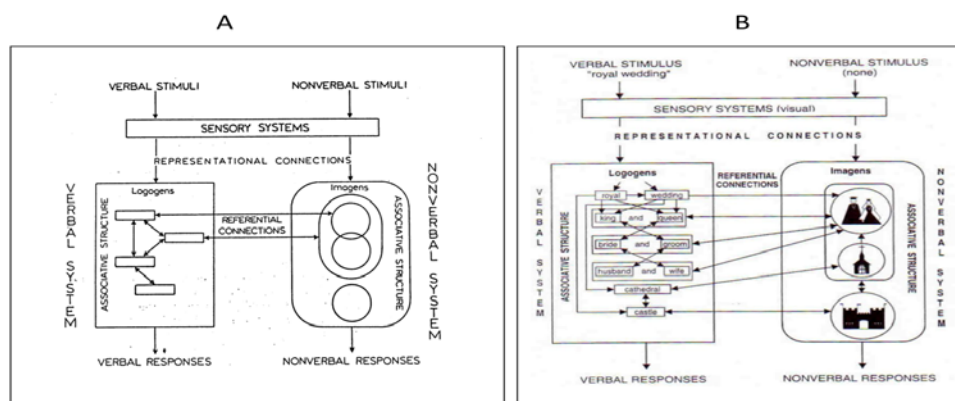 A
VERBAL STIMULI
NONVERBAL STIMULI
SENSORY SYSTEMS
REPRESENTATIONAL CONNECTIONS
VERBAL SYSTEM
ASSOCIATIVE STRUCTURE
Logogens
REFERENTIAL
CONNECTIONS
Imagens
ASSOCIATIVE STRUCTURE
NONVERBAL SYSTEM
VERBAL RESPONSES
NONVERBAL RESPONSES
B
VERBAL STIMULUS
"royal wedding"
NONVERBAL STIMULUS
(none)
SENSORY SYSTEMS (visual)
REPRESENTATIONAL CONNECTIONS
VERBAL SYSTEM
ASSOCIATIVE STRUCTURE
Logogens
royal wedding
king and queen
bride and groom
husband and wife
cathedral
castle
REFERENTIAL
CONNECTIONS
Imagens
ASSOCIATIVE STRUCTURE
NONVERBAL SYSTEM
VERBAL RESPONSES
NONVERBAL RESPONSES